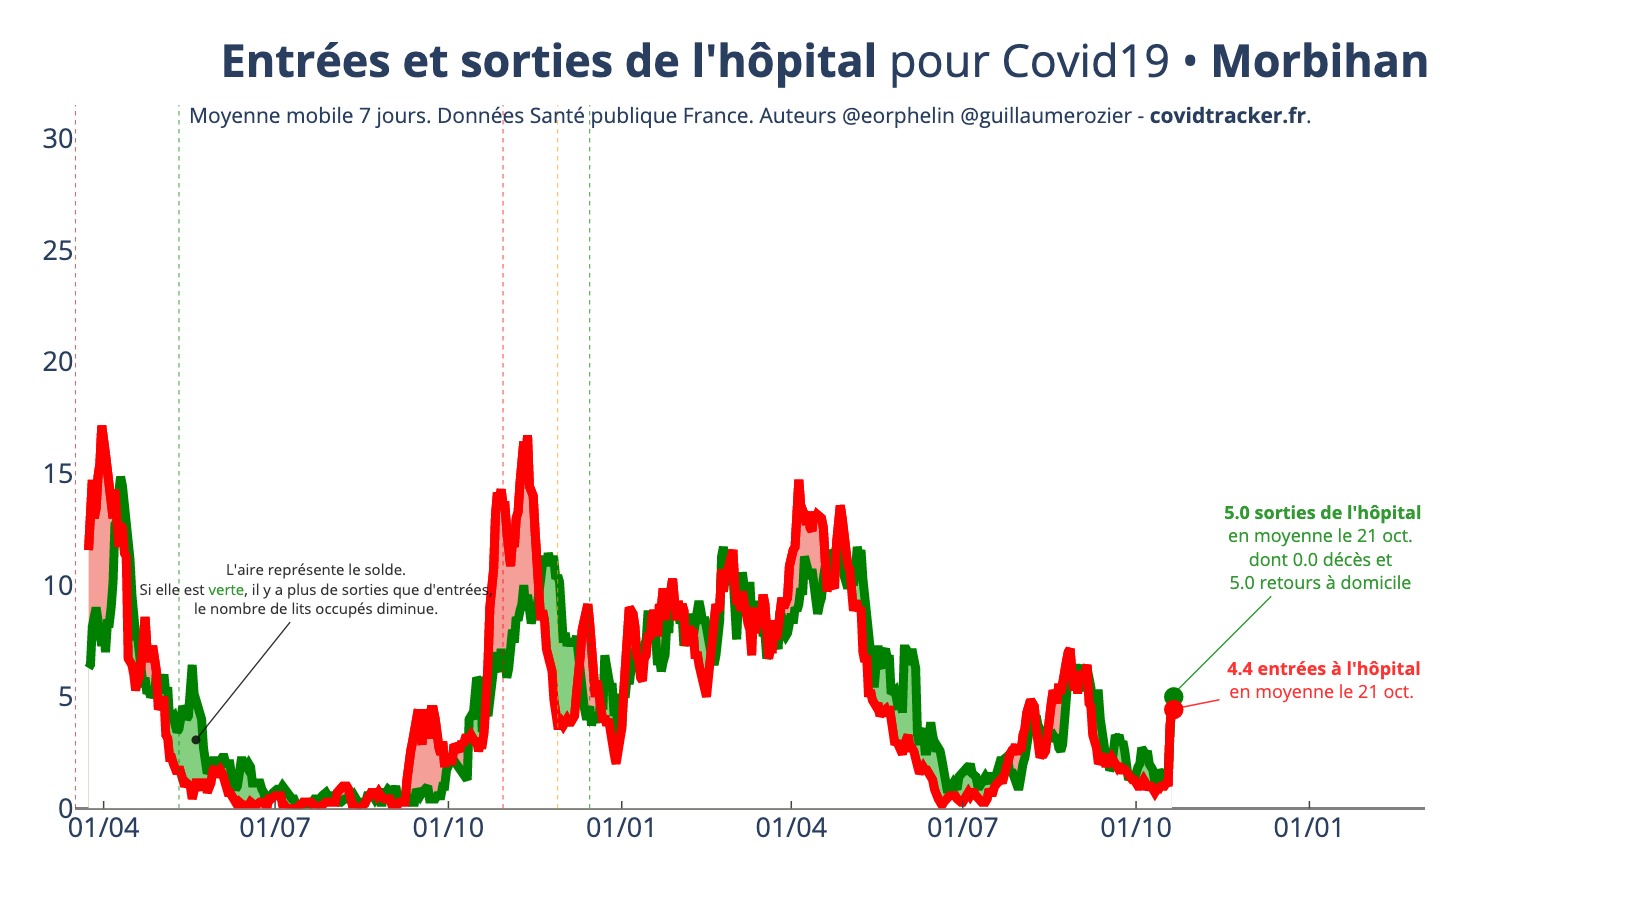 Entrées et sorties de l'hôpital pour Covid19 • Morbihan
Moyenne mobile 7 jours. Données Santé publique France. Auteurs @eorphelin @guillaumerozier - covidtracker.fr.
30
25
20
15
10
5
0
L'aire représente le solde.
Si elle est verte, il y a plus de sorties que d'entrées,
le nombre de lits occupés diminue.
5.0 sorties de l'hôpital
en moyenne le 21 oct.
dont 0.0 décès et
5.0 retours à domicile
4.4 entrées à l'hôpital
en moyenne le 21 oct.
01/04
01/07
01/10
01/01
01/04
01/07
01/10
01/01